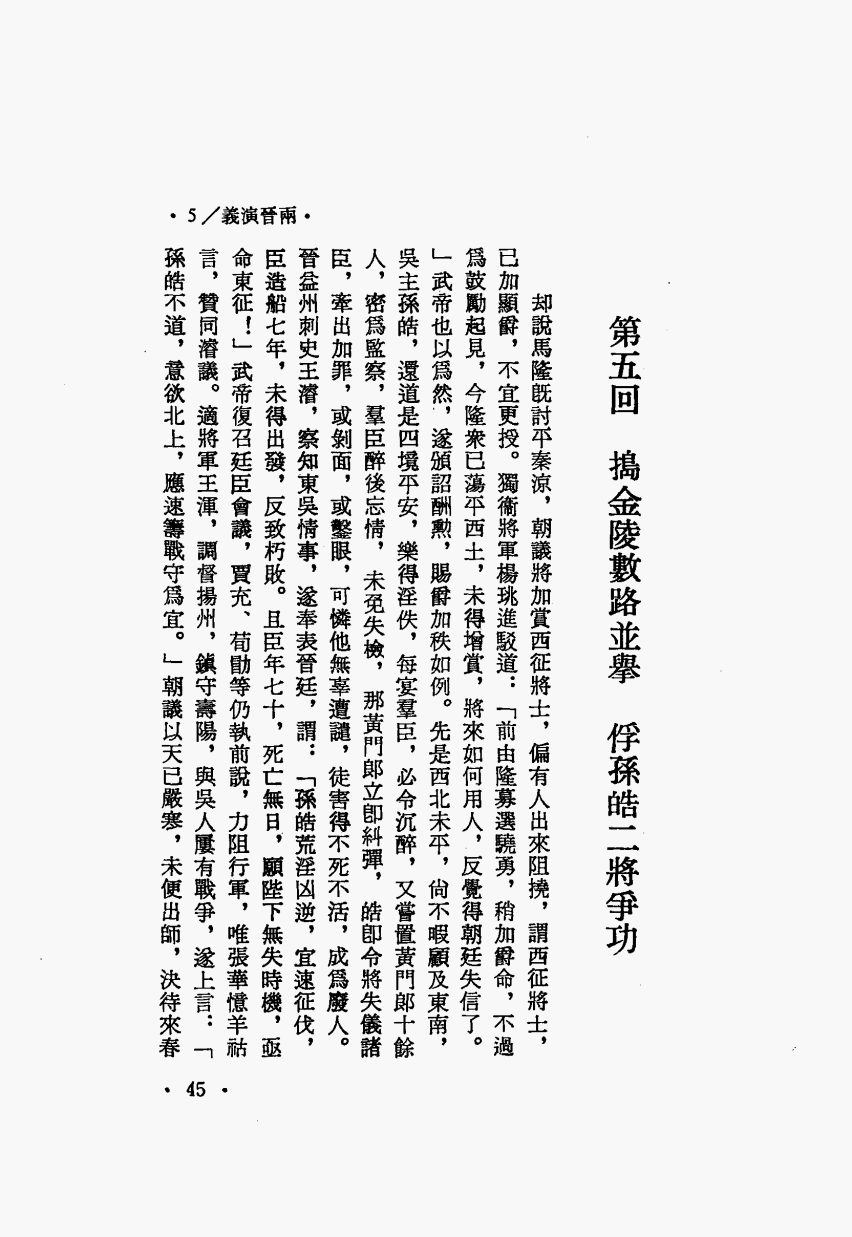 ・兩晉演義／5・
第五回　搗金陵數路並擧　俘孫皓二將爭功
却說馬隆旣討平秦涼，朝議將加賞西征將士，偏有人出來阻撓，謂西征將士，
已加顯爵，不宜更授。獨衞將軍楊珧進駁道：「前由隆募選驍勇，稍加爵命，不過
爲鼓勵起見，今隆衆已蕩平西土，未得增賞，將來如何用人，反覺得朝廷失信了。
」武帝也以爲然，遂頒詔酬勳，賜爵加秩如例。先是西北未平，尙不暇顧及東南，
吳主孫皓，還道是四境平安，樂得淫佚，每宴羣臣，必令沉醉，又嘗置黃門郞十餘
人，密爲監察，羣臣醉後忘情，未免失檢，那黃門郞立卽糾彈，皓卽令將失儀諸
臣，牽出加罪，或剝面，或鑿眼，可憐他無辜遭譴，徒害得不死不活，成爲廢人。
晉益州刺史王濬，察知東吳情事，遂奉表晉廷，謂：「孫皓荒淫凶逆，宜速征伐，
臣造船七年，未得出發，反致朽敗。且臣年七十，死亡無日，願陛下無失時機，亟
命東征！」武帝復召廷臣會議，賈充、荀勖等仍執前說，力阻行軍，唯張華憶羊祜
言，贊同濬議。適將軍王渾，調督揚州，鎭守壽陽，與吳人屢有戰爭，遂上言：「
孫皓不道，意欲北上，應速籌戰守爲宜。」朝議以天已嚴寒，未便出師，決待來春
・45・